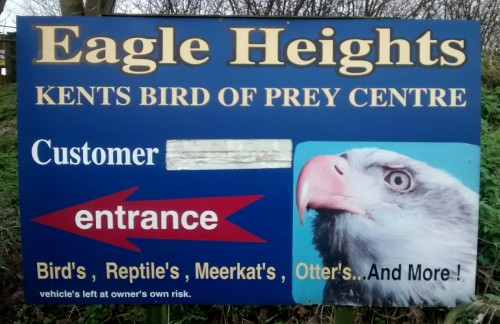 Eagle Heights
KENTS BIRD OF PREY CENTRE
Customer
entrance
Bird's , Reptile's , Meerkat's , Otter's...And More !
vehicle's left at owner's own risk.